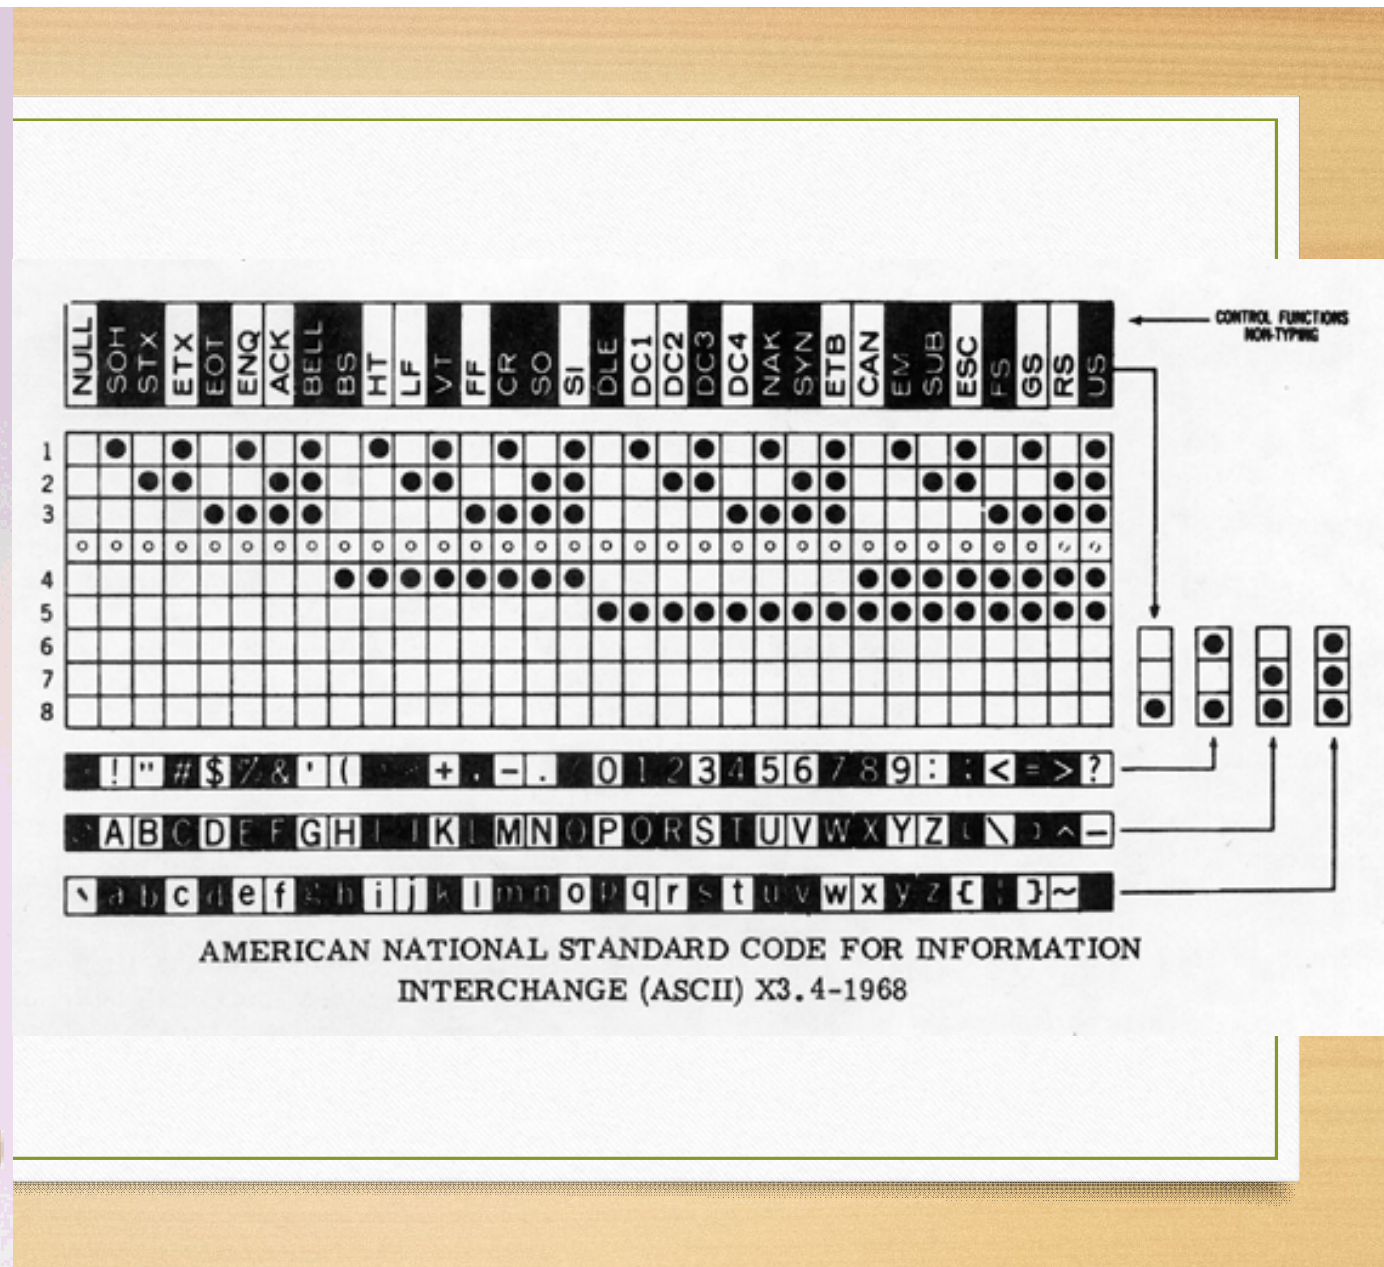 NULL SOH STX ETX EOT ENQ ACK BELL BS HT LF VT FF CR SO SI DLE DC1 DC2 DC3 DC4 NAK SYN ETB CAN EM SUB ESC FS GS RS US
CONTROL FUNCTIONS
NON-TYPING
1
2
3
4
5
6
7
8
! " # $ % & ' ( + - . 0 1 2 3 4 5 6 7 8 9 : < = > ?
A B C D E F G H K L M N O P Q R S T U V W X Y Z \ ^ —
a b c d e f g h i j k l m n o p q r s t u v w x y z { } ~
AMERICAN NATIONAL STANDARD CODE FOR INFORMATION
INTERCHANGE (ASCII) X3.4-1968